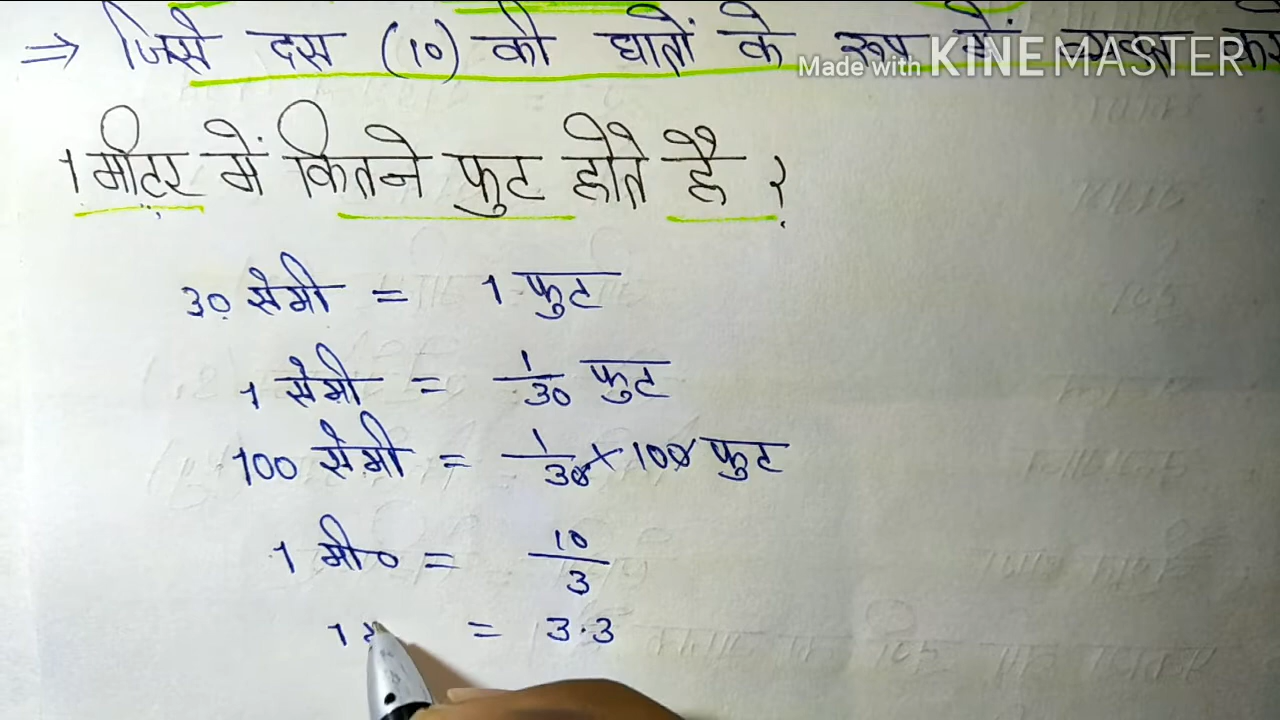 ⇒ जिसे दस (10) की घातों के रूप में
Made with KINEMASTER
1 मीटर में कितने फुट होते है ?
30 सेमी = 1 फुट
1 सेमी = 1/30 फुट
100 सेमी = 1/30 × 100 फुट
1 मी० = 10/3
1 = 3.3